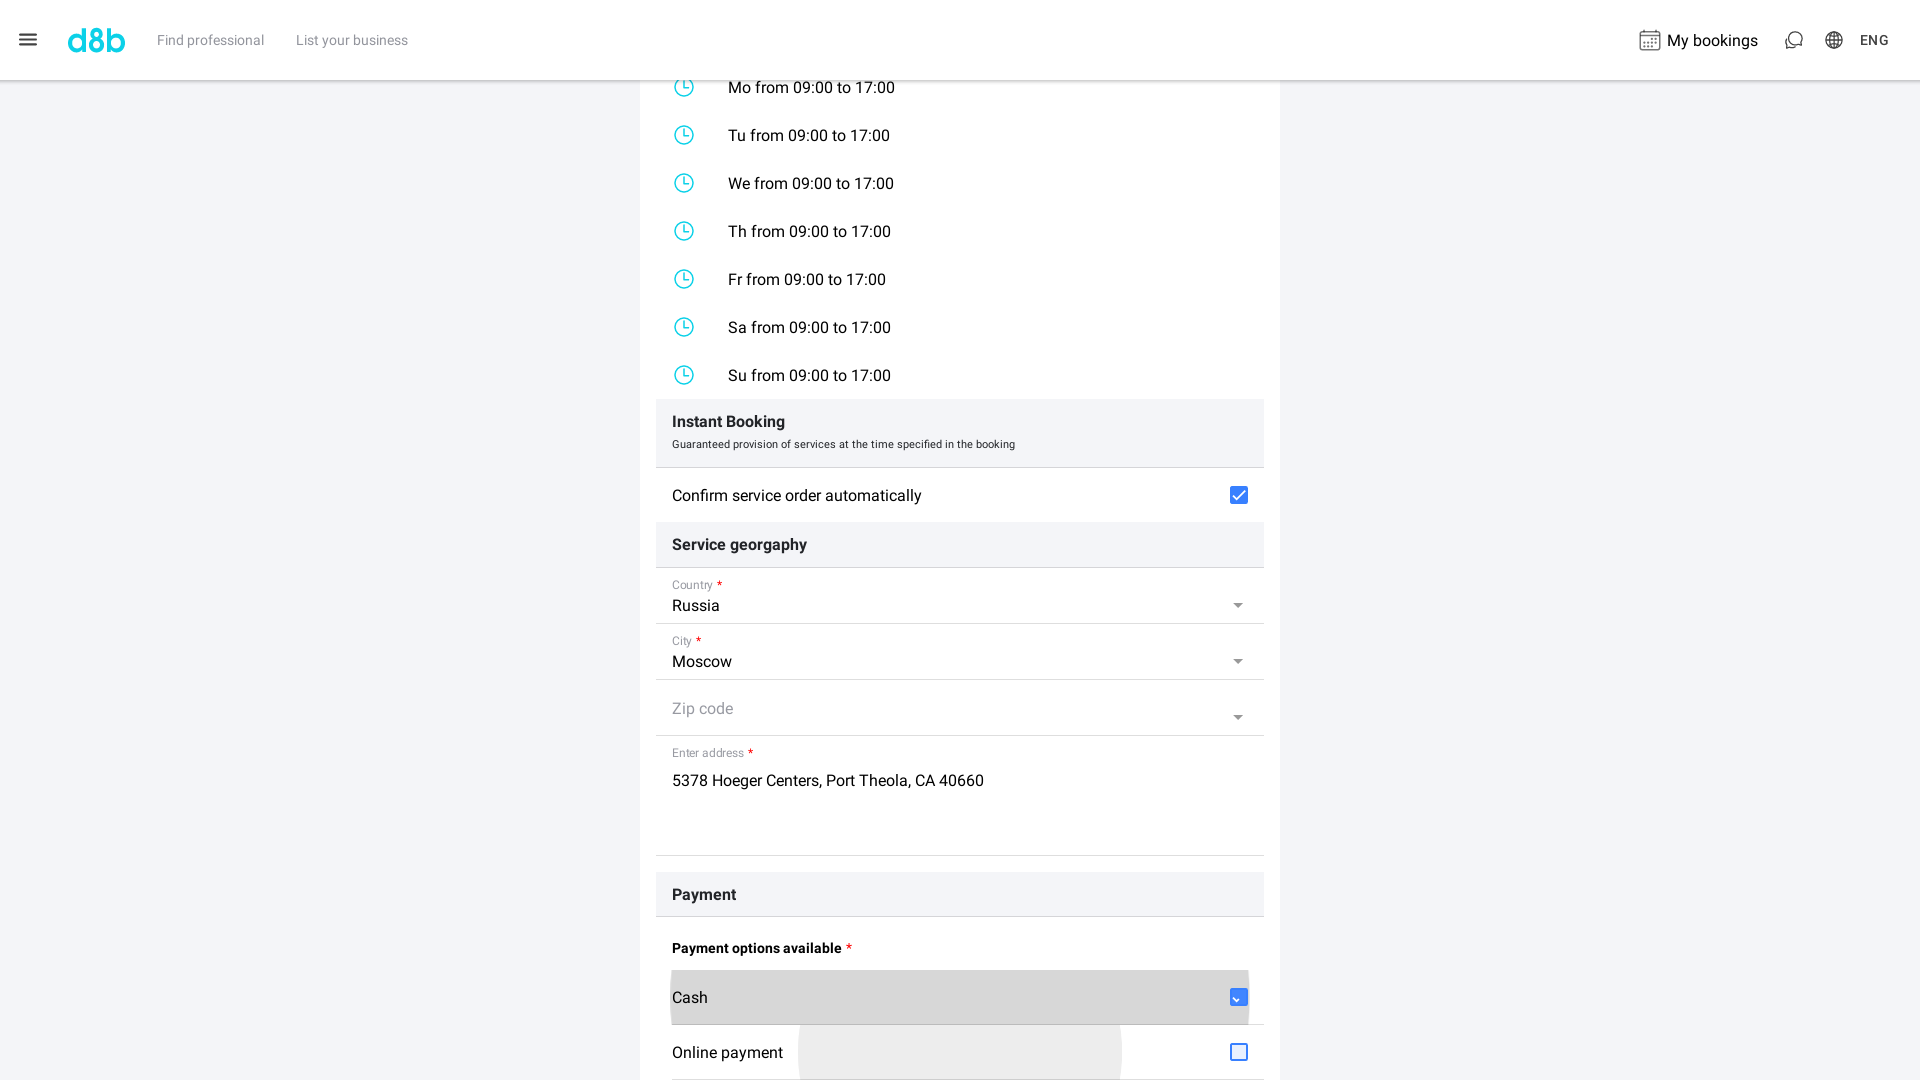 d8b
Find professional
List your business
My bookings
ENG
Mo from 09:00 to 17:00
Tu from 09:00 to 17:00
We from 09:00 to 17:00
Th from 09:00 to 17:00
Fr from 09:00 to 17:00
Sa from 09:00 to 17:00
Su from 09:00 to 17:00
Instant Booking
Guaranteed provision of services at the time specified in the booking
Confirm service order automatically
Service georgaphy
Country *
Russia
City *
Moscow
Zip code
Enter address *
5378 Hoeger Centers, Port Theola, CA 40660
Payment
Payment options available *
Cash
Online payment